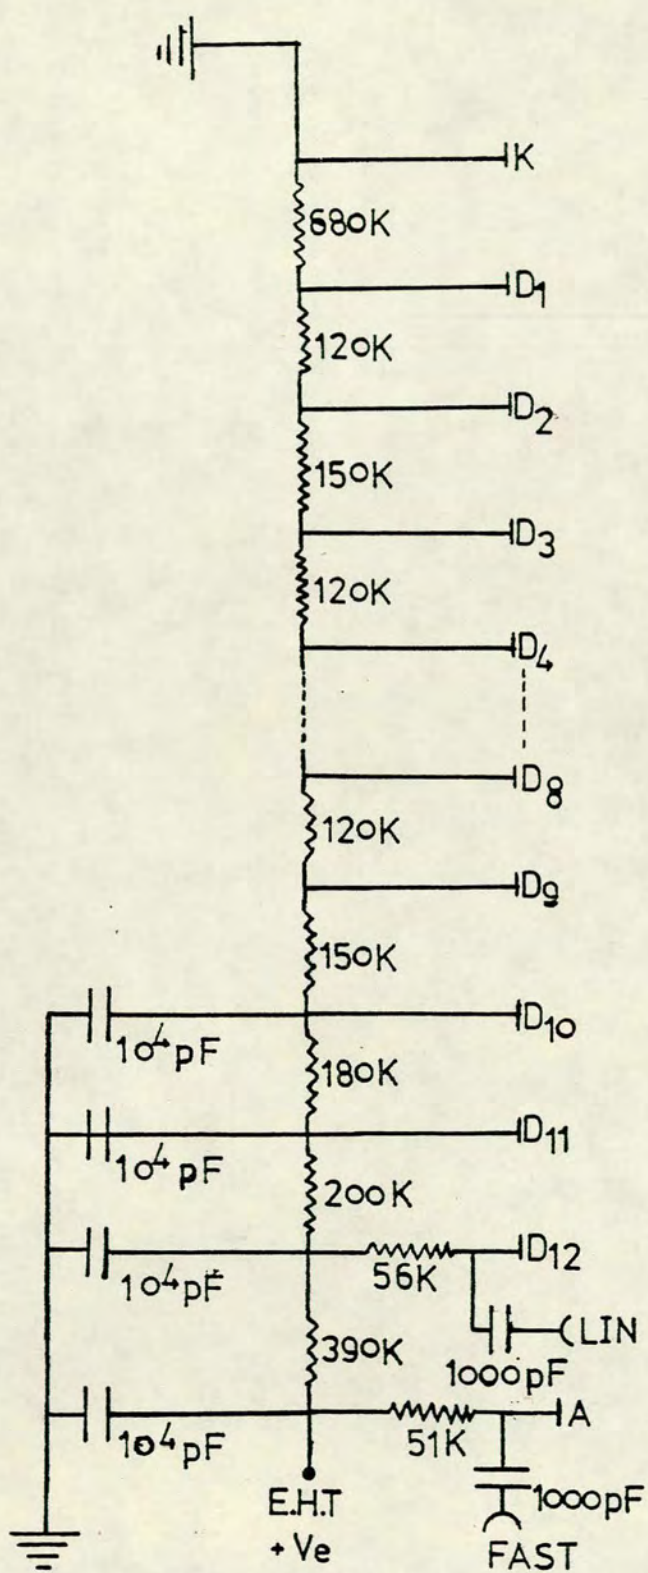 K
680K
D1
120K
D2
150K
D3
120K
D4
D8
120K
D9
150K
D10
10⁴pF
180K
D11
10⁴pF
200K
D12
10⁴pF
56K
LIN
1000pF
390K
A
10⁴pF
51K
1000pF
E.H.T
+Ve
FAST